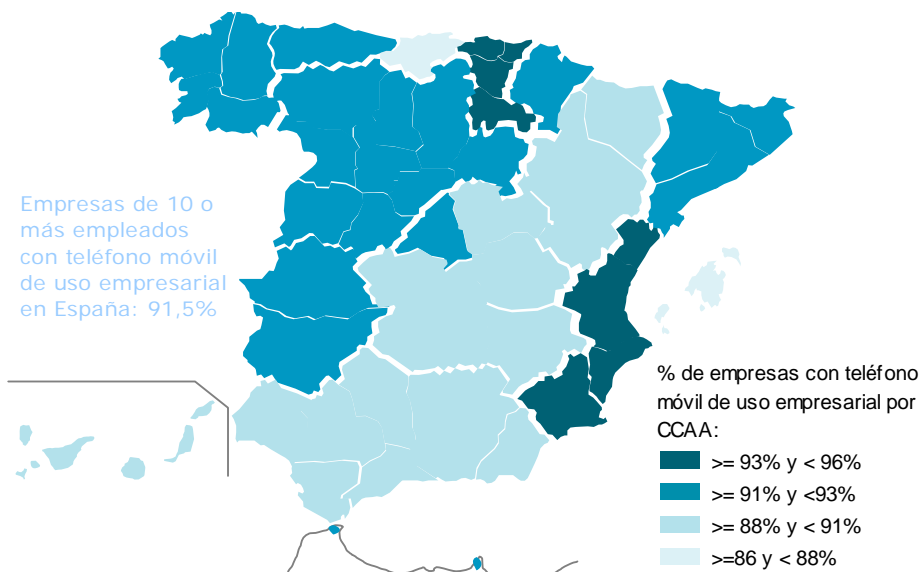 Empresas de 10 o
más empleados
con teléfono móvil
de uso empresarial
en España: 91,5%
% de empresas con teléfono
móvil de uso empresarial por
CCAA:
>= 93% y < 96%
>= 91% y <93%
>= 88% y < 91%
>=86 y < 88%